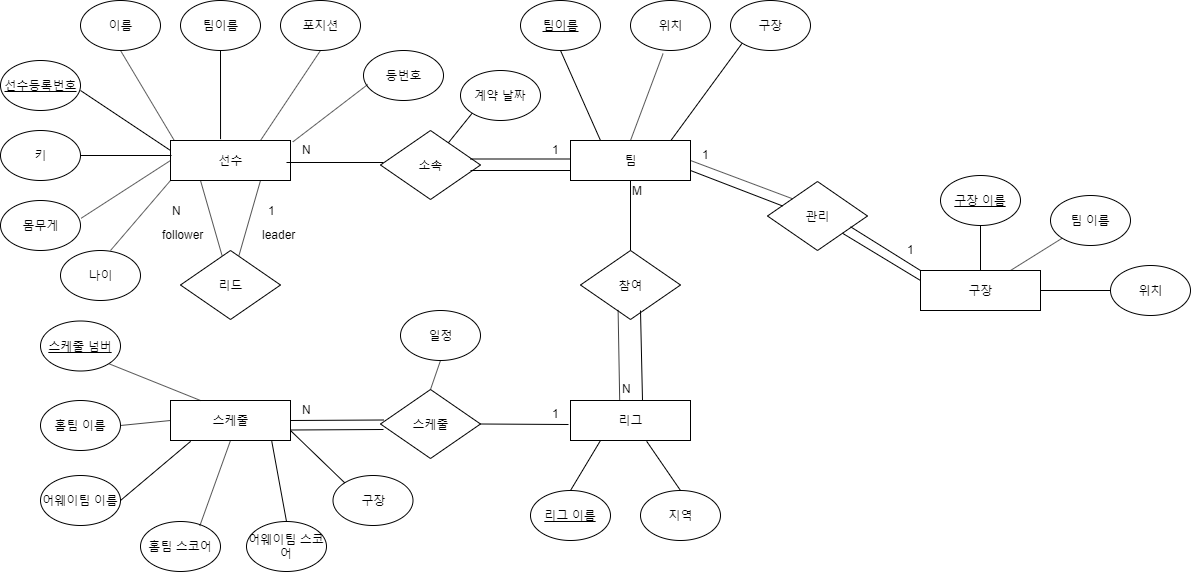 이름
팀이름
포지션
팀이름
위치
구장
선수등록번호
등번호
계약 날짜
키
선수
N
소속
1
팀
1
M
몸무게
N
1
follower
leader
관리
구장 이름
팀 이름
1
나이
리드
참여
구장
위치
스케줄 넘버
일정
N
홈팀 이름
스케줄
N
스케줄
1
리그
어웨이팀 이름
구장
홈팀 스코어
어웨이팀 스코
어
리그 이름
지역